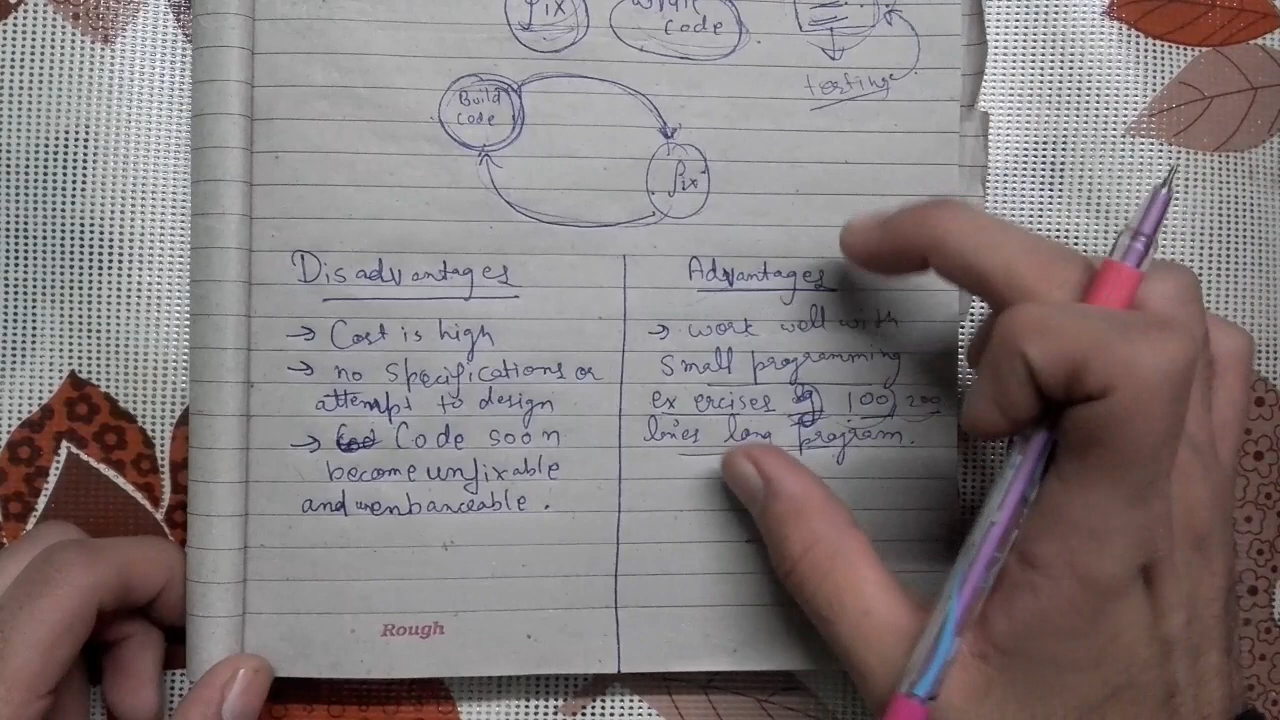 fix
code
testing
Build
code
fix
Disadvantages
→ Cost is high
→ no Specifications or
attempt to design
→ Code soon
become unfixable
and unenhanceable.
Advantages
→ work well with
Small programming
exercises 100, 200
lines long program.
Rough